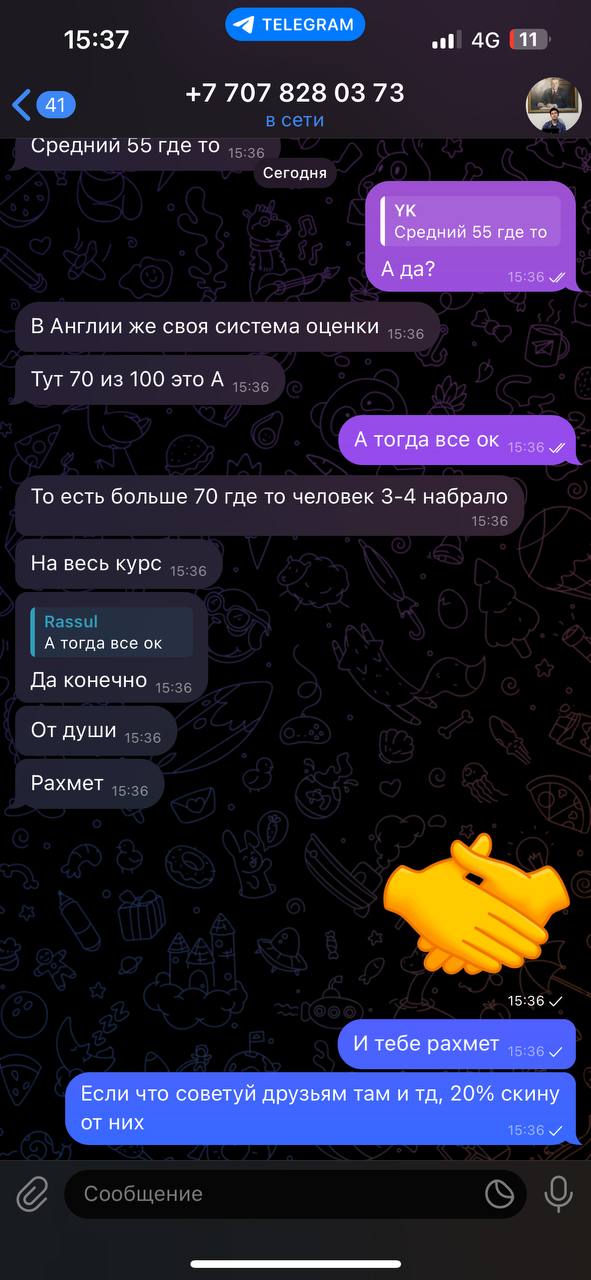 15:37
TELEGRAM
4G
11
41
+7 707 828 03 73
в сети
Средний 55 где то 15:36
Сегодня
YK
Средний 55 где то
А да? 15:36
В Англии же своя система оценки 15:36
Тут 70 из 100 это А 15:36
А тогда все ок 15:36
То есть больше 70 где то человек 3-4 набрало
15:36
На весь курс 15:36
Rassul
А тогда все ок
Да конечно 15:36
От души 15:36
Рахмет 15:36
15:36
И тебе рахмет 15:36
Если что советуй друзьям там и тд, 20% скину
от них 15:36
Сообщение